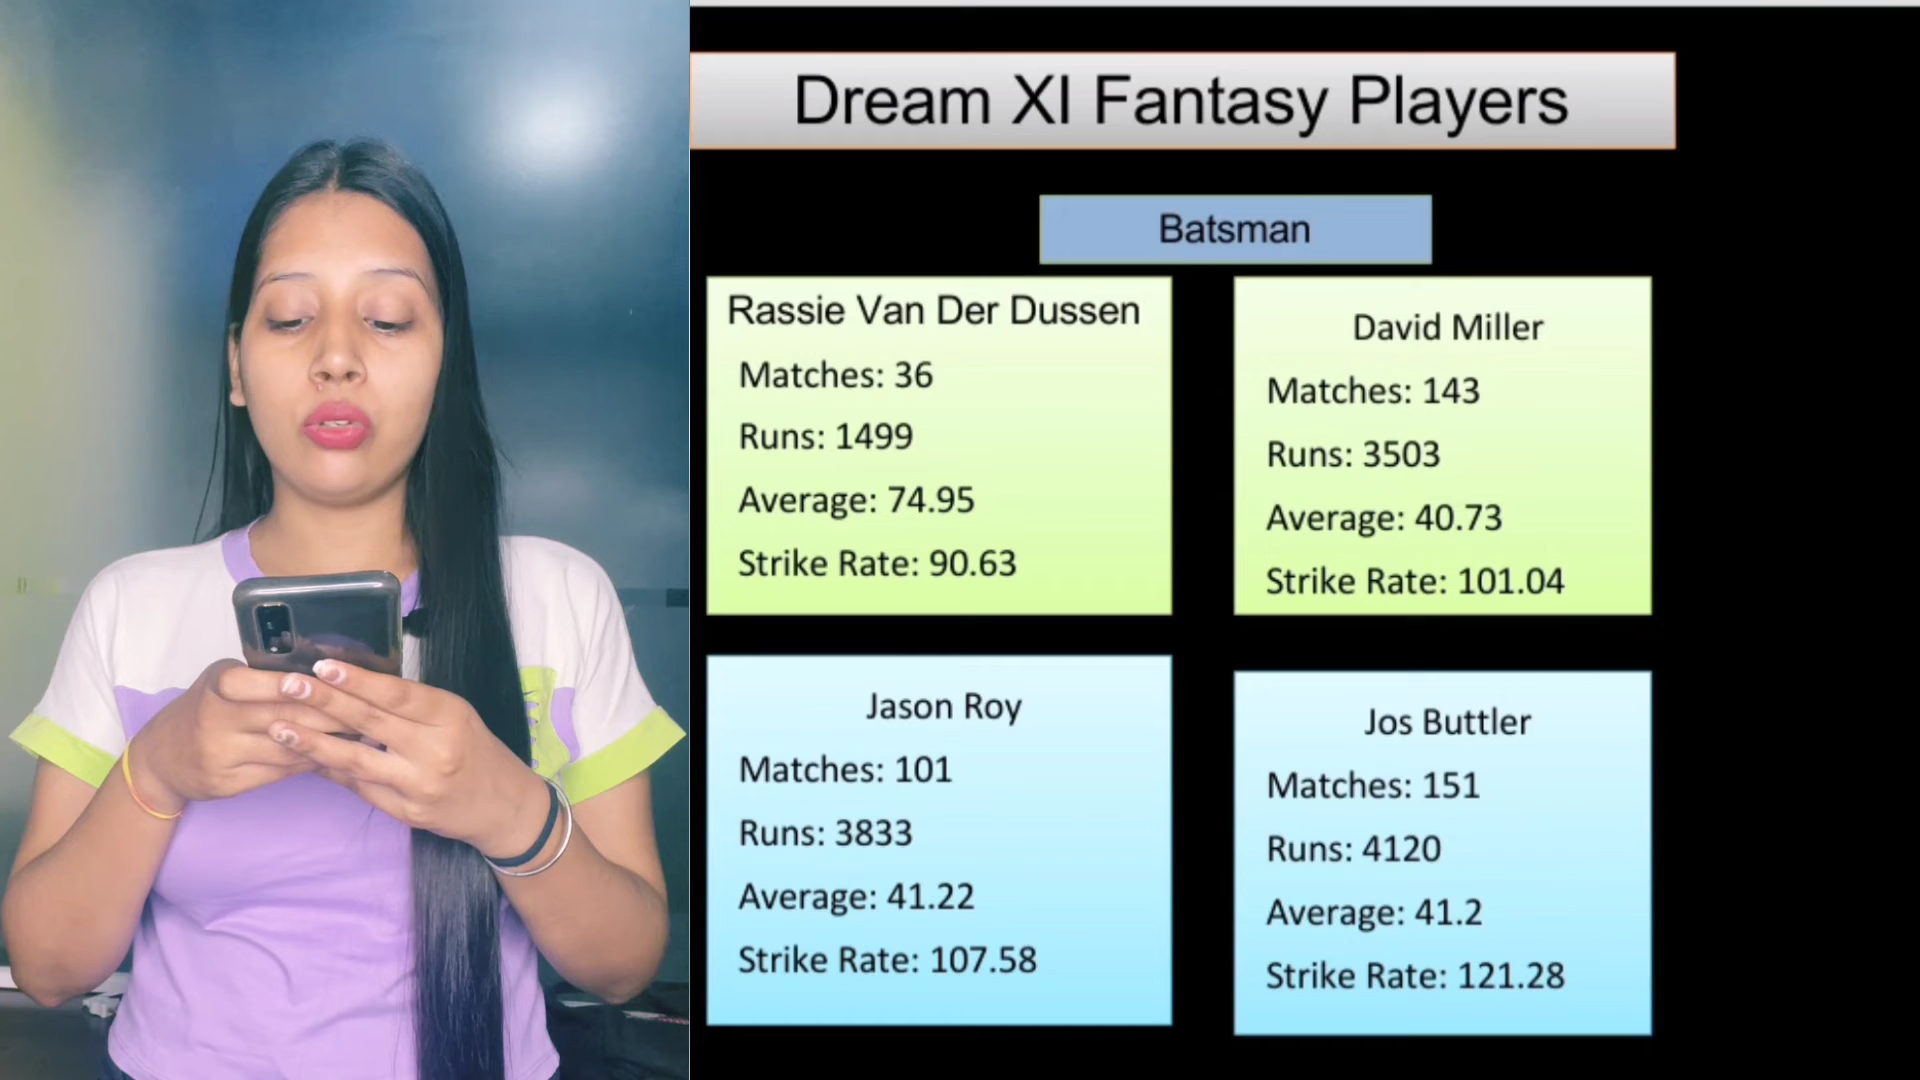 Dream XI Fantasy Players
Batsman
Rassie Van Der Dussen
Matches: 36
Runs: 1499
Average: 74.95
Strike Rate: 90.63
David Miller
Matches: 143
Runs: 3503
Average: 40.73
Strike Rate: 101.04
Jason Roy
Matches: 101
Runs: 3833
Average: 41.22
Strike Rate: 107.58
Jos Buttler
Matches: 151
Runs: 4120
Average: 41.2
Strike Rate: 121.28